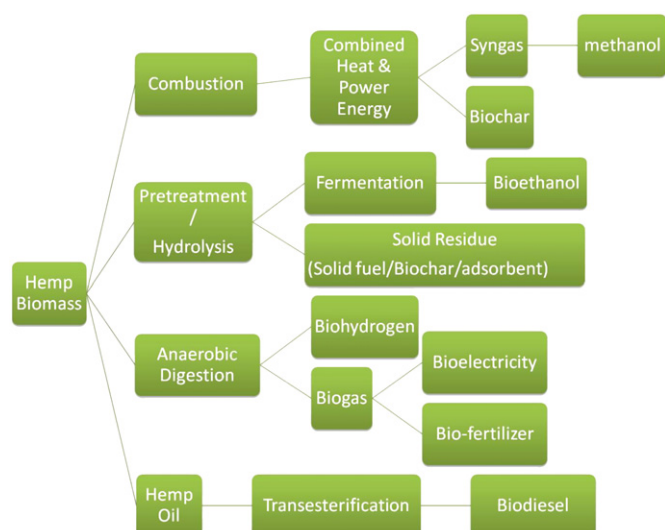 Combustion
Combined
Heat &
Power
Energy
Syngas
methanol
Biochar
Pretreatment
/
Hydrolysis
Fermentation
Bioethanol
Solid Residue
(Solid fuel/Biochar/adsorbent)
Hemp
Biomass
Anaerobic
Digestion
Biohydrogen
Biogas
Bioelectricity
Bio-fertilizer
Hemp
Oil
Transesterification
Biodiesel